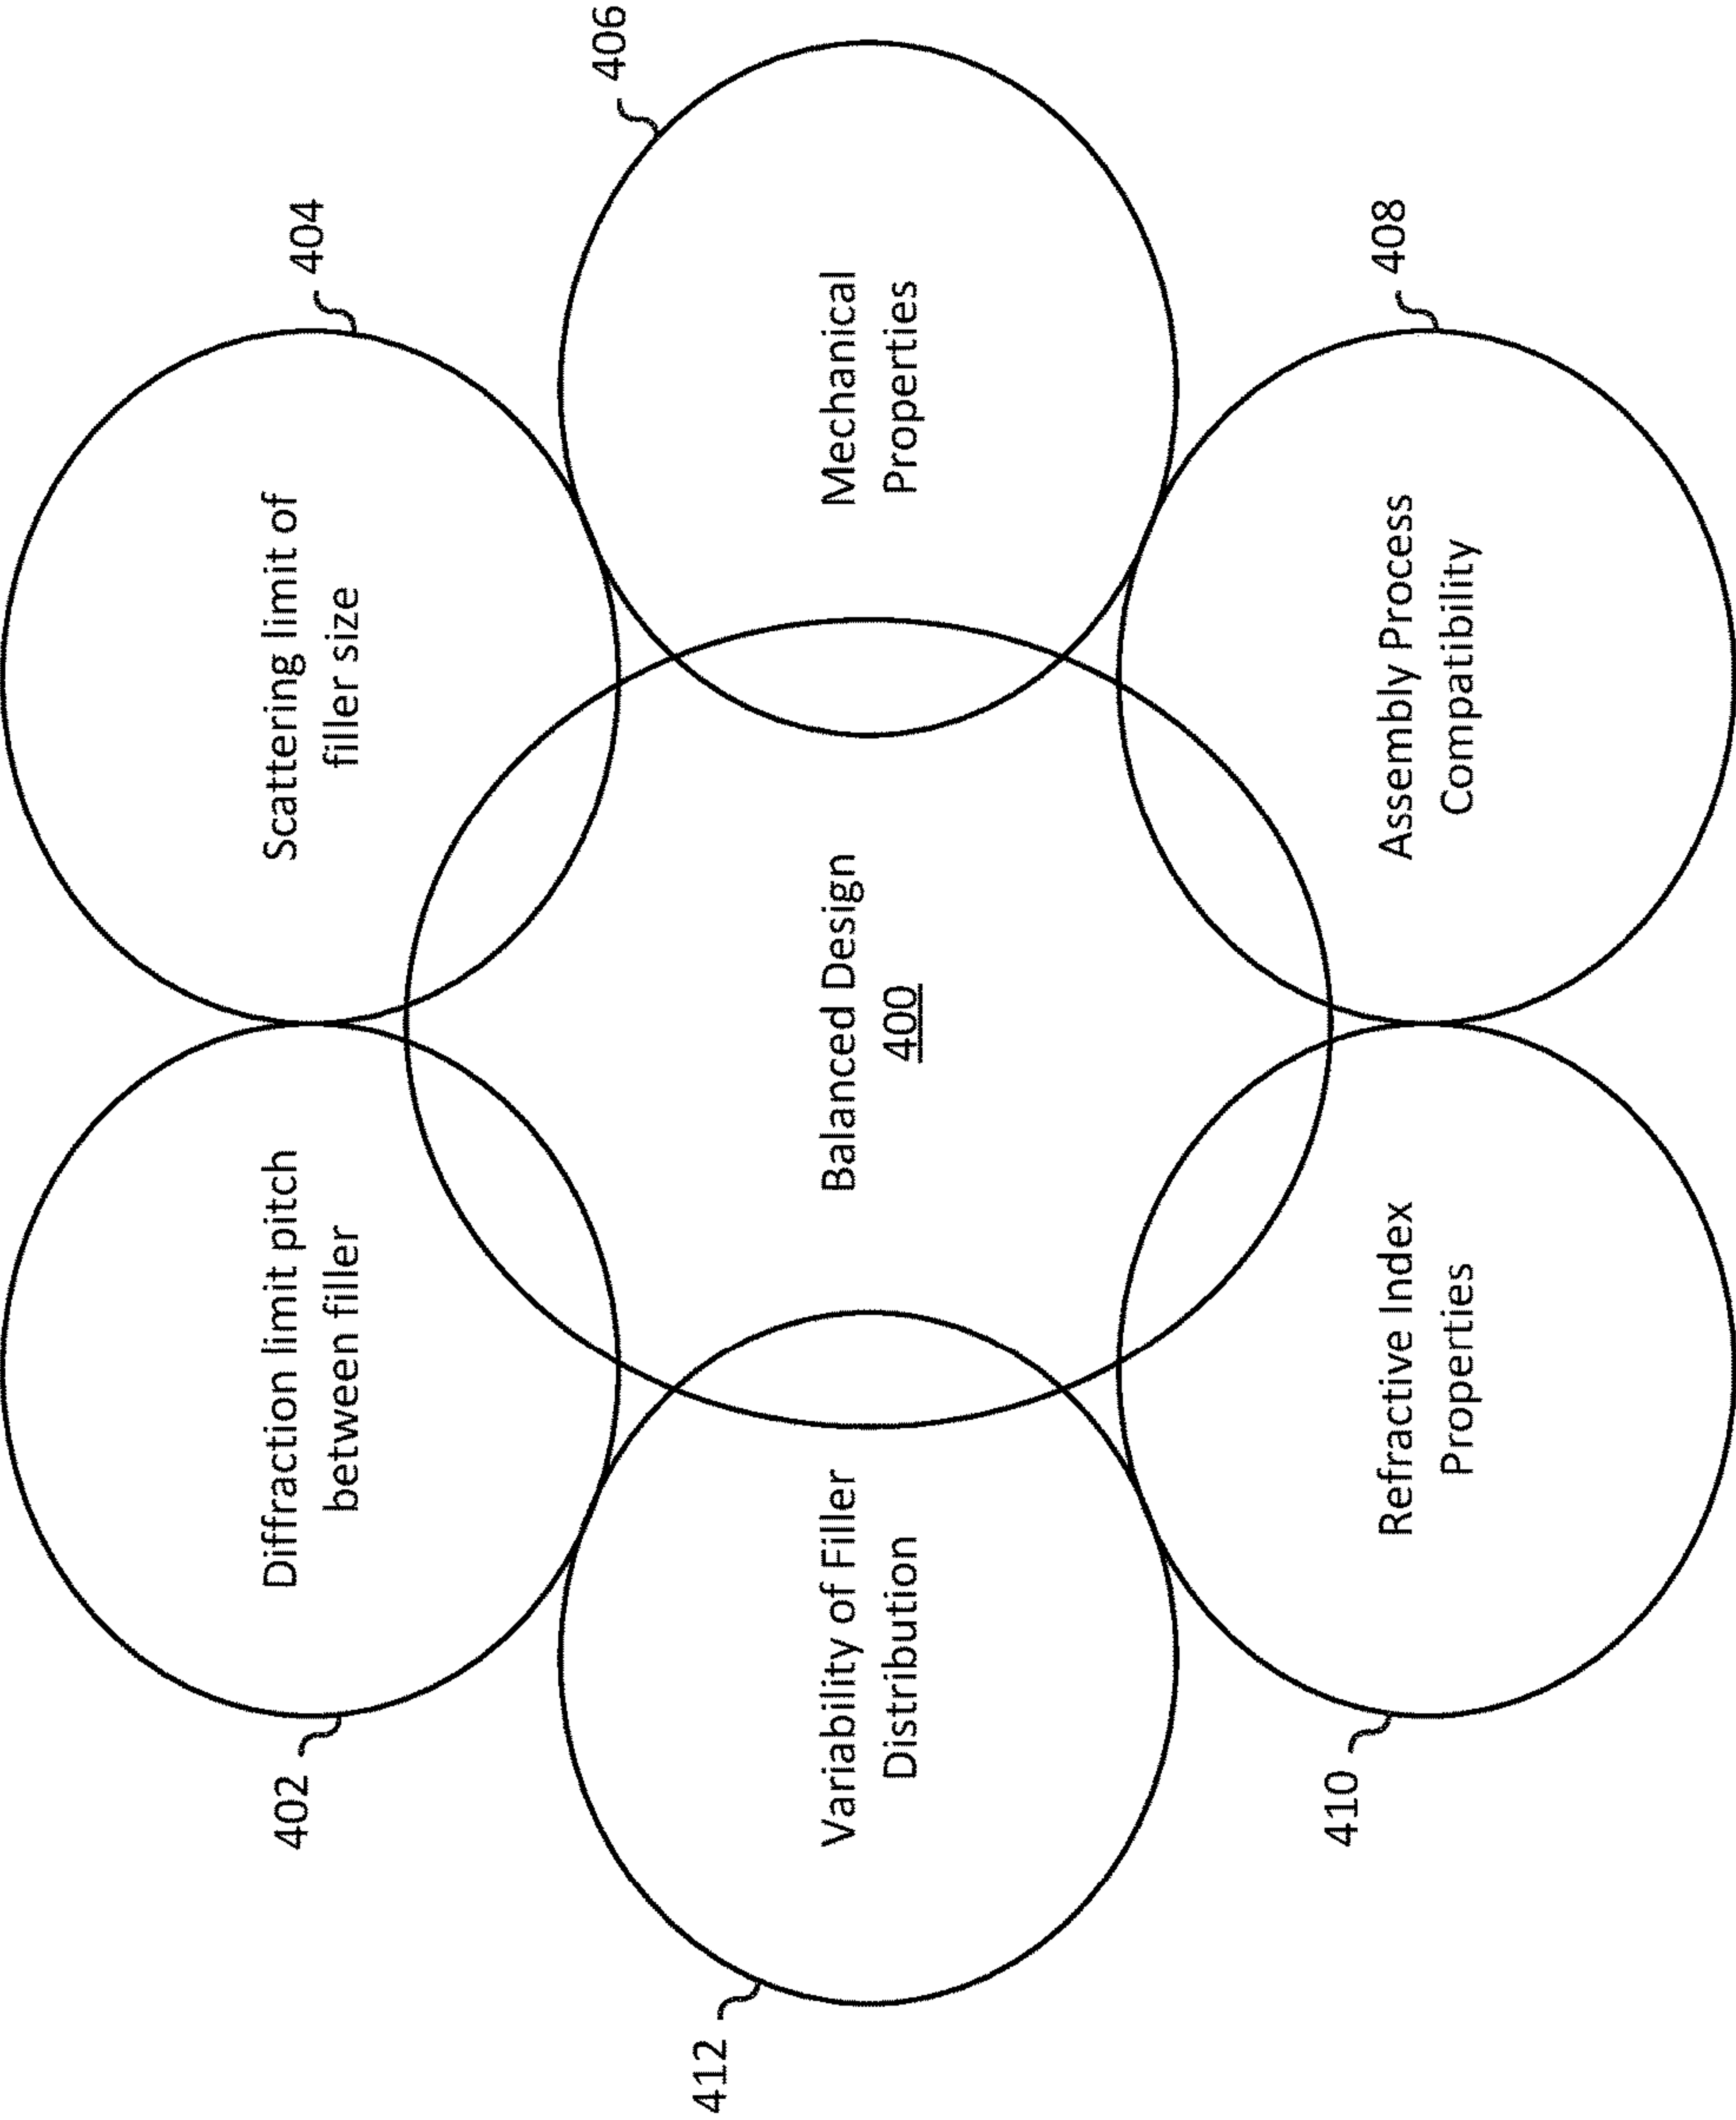 402
Diffraction limit pitch
between filler
Scattering limit of
filler size
404
412
Variability of Filler
Distribution
Balanced Design
400
Mechanical
Properties
406
410
Refractive Index
Properties
Assembly Process
Compatibility
408